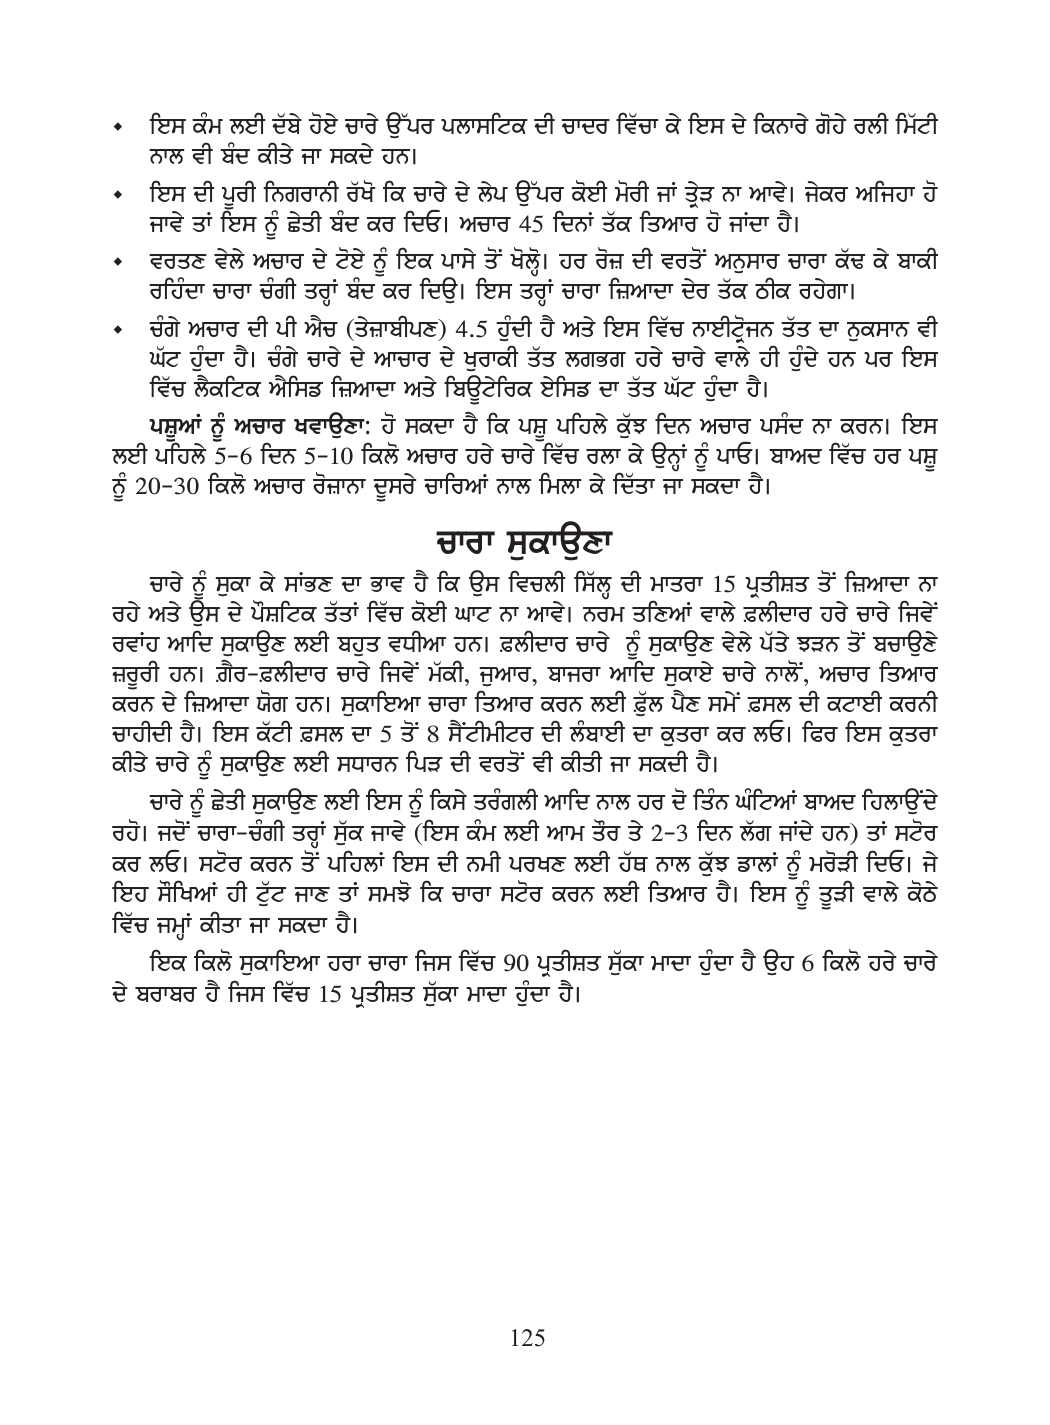 • ਇਸ ਕੰਮ ਲਈ ਦੱਬੇ ਹੋਏ ਚਾਰੇ ਉੱਪਰ ਪਲਾਸਟਿਕ ਦੀ ਚਾਦਰ ਵਿੱਚਾ ਕੇ ਇਸ ਦੇ ਕਿਨਾਰੇ ਗੋਹੇ ਰਲੀ ਮਿੱਟੀ
ਨਾਲ ਵੀ ਬੰਦ ਕੀਤੇ ਜਾ ਸਕਦੇ ਹਨ।
• ਇਸ ਦੀ ਪੂਰੀ ਨਿਗਰਾਨੀ ਰੱਖੋ ਕਿ ਚਾਰੇ ਦੇ ਲੇਪ ਉੱਪਰ ਕੋਈ ਮੋਰੀ ਜਾਂ ਤ੍ਰੇੜ ਨਾ ਆਵੇ। ਜੇਕਰ ਅਜਿਹਾ ਹੋ
ਜਾਵੇ ਤਾਂ ਇਸ ਨੂੰ ਛੇਤੀ ਬੰਦ ਕਰ ਦਿਓ। ਅਚਾਰ 45 ਦਿਨਾਂ ਤੱਕ ਤਿਆਰ ਹੋ ਜਾਂਦਾ ਹੈ।
• ਵਰਤਣ ਵੇਲੇ ਅਚਾਰ ਦੇ ਟੋਏ ਨੂੰ ਇਕ ਪਾਸੇ ਤੋਂ ਖੋਲ੍ਹੋ। ਹਰ ਰੋਜ਼ ਦੀ ਵਰਤੋਂ ਅਨੁਸਾਰ ਚਾਰਾ ਕੱਢ ਕੇ ਬਾਕੀ
ਰਹਿੰਦਾ ਚਾਰਾ ਚੰਗੀ ਤਰ੍ਹਾਂ ਬੰਦ ਕਰ ਦਿਉ। ਇਸ ਤਰ੍ਹਾਂ ਚਾਰਾ ਜ਼ਿਆਦਾ ਦੇਰ ਤੱਕ ਠੀਕ ਰਹੇਗਾ।
• ਚੰਗੇ ਅਚਾਰ ਦੀ ਪੀ ਐਚ (ਤੇਜ਼ਾਬੀਪਣ) 4.5 ਹੁੰਦੀ ਹੈ ਅਤੇ ਇਸ ਵਿੱਚ ਨਾਈਟ੍ਰੋਜਨ ਤੱਤ ਦਾ ਨੁਕਸਾਨ ਵੀ
ਘੱਟ ਹੁੰਦਾ ਹੈ। ਚੰਗੇ ਚਾਰੇ ਦੇ ਆਚਾਰ ਦੇ ਖੁਰਾਕੀ ਤੱਤ ਲਗਭਗ ਹਰੇ ਚਾਰੇ ਵਾਲੇ ਹੀ ਹੁੰਦੇ ਹਨ ਪਰ ਇਸ
ਵਿੱਚ ਲੈਕਟਿਕ ਐਸਿਡ ਜ਼ਿਆਦਾ ਅਤੇ ਬਿਊਟੇਰਿਕ ਏਸਿਡ ਦਾ ਤੱਤ ਘੱਟ ਹੁੰਦਾ ਹੈ।
ਪਸ਼ੂਆਂ ਨੂੰ ਅਚਾਰ ਖਵਾਉਣਾ: ਹੋ ਸਕਦਾ ਹੈ ਕਿ ਪਸ਼ੂ ਪਹਿਲੇ ਕੁੱਝ ਦਿਨ ਅਚਾਰ ਪਸੰਦ ਨਾ ਕਰਨ। ਇਸ
ਲਈ ਪਹਿਲੇ 5-6 ਦਿਨ 5-10 ਕਿਲੋ ਅਚਾਰ ਹਰੇ ਚਾਰੇ ਵਿੱਚ ਰਲਾ ਕੇ ਉਨ੍ਹਾਂ ਨੂੰ ਪਾਓ। ਬਾਅਦ ਵਿੱਚ ਹਰ ਪਸ਼ੂ
ਨੂੰ 20-30 ਕਿਲੋ ਅਚਾਰ ਰੋਜ਼ਾਨਾ ਦੂਸਰੇ ਚਾਰਿਆਂ ਨਾਲ ਮਿਲਾ ਕੇ ਦਿੱਤਾ ਜਾ ਸਕਦਾ ਹੈ।
ਚਾਰਾ ਸੁਕਾਉਣਾ
ਚਾਰੇ ਨੂੰ ਸੁਕਾ ਕੇ ਸਾਂਭਣ ਦਾ ਭਾਵ ਹੈ ਕਿ ਉਸ ਵਿਚਲੀ ਸਿੱਲ੍ਹ ਦੀ ਮਾਤਰਾ 15 ਪ੍ਰਤੀਸ਼ਤ ਤੋਂ ਜ਼ਿਆਦਾ ਨਾ
ਰਹੇ ਅਤੇ ਉਸ ਦੇ ਪੌਸ਼ਟਿਕ ਤੱਤਾਂ ਵਿੱਚ ਕੋਈ ਘਾਟ ਨਾ ਆਵੇ। ਨਰਮ ਤਣਿਆਂ ਵਾਲੇ ਫ਼ਲੀਦਾਰ ਹਰੇ ਚਾਰੇ ਜਿਵੇਂ
ਰਵਾਂਹ ਆਦਿ ਸੁਕਾਉਣ ਲਈ ਬਹੁਤ ਵਧੀਆ ਹਨ। ਫ਼ਲੀਦਾਰ ਚਾਰੇ ਨੂੰ ਸੁਕਾਉਣ ਵੇਲੇ ਪੱਤੇ ਝੜਨ ਤੋਂ ਬਚਾਉਣੇ
ਜ਼ਰੂਰੀ ਹਨ। ਗ਼ੈਰ-ਫ਼ਲੀਦਾਰ ਚਾਰੇ ਜਿਵੇਂ ਮੱਕੀ, ਜੁਆਰ, ਬਾਜਰਾ ਆਦਿ ਸੁਕਾਏ ਚਾਰੇ ਨਾਲੋਂ, ਅਚਾਰ ਤਿਆਰ
ਕਰਨ ਦੇ ਜ਼ਿਆਦਾ ਯੋਗ ਹਨ। ਸੁਕਾਇਆ ਚਾਰਾ ਤਿਆਰ ਕਰਨ ਲਈ ਫ਼ੁੱਲ ਪੈਣ ਸਮੇਂ ਫ਼ਸਲ ਦੀ ਕਟਾਈ ਕਰਨੀ
ਚਾਹੀਦੀ ਹੈ। ਇਸ ਕੱਟੀ ਫ਼ਸਲ ਦਾ 5 ਤੋਂ 8 ਸੈਂਟੀਮੀਟਰ ਦੀ ਲੰਬਾਈ ਦਾ ਕੁਤਰਾ ਕਰ ਲਓ। ਫਿਰ ਇਸ ਕੁਤਰਾ
ਕੀਤੇ ਚਾਰੇ ਨੂੰ ਸੁਕਾਉਣ ਲਈ ਸਧਾਰਨ ਪਿੜ ਦੀ ਵਰਤੋਂ ਵੀ ਕੀਤੀ ਜਾ ਸਕਦੀ ਹੈ।
ਚਾਰੇ ਨੂੰ ਛੇਤੀ ਸੁਕਾਉਣ ਲਈ ਇਸ ਨੂੰ ਕਿਸੇ ਤਰੰਗਲੀ ਆਦਿ ਨਾਲ ਹਰ ਦੋ ਤਿੰਨ ਘੰਟਿਆਂ ਬਾਅਦ ਹਿਲਾਉਂਦੇ
ਰਹੋ। ਜਦੋਂ ਚਾਰਾ-ਚੰਗੀ ਤਰ੍ਹਾਂ ਸੁੱਕ ਜਾਵੇ (ਇਸ ਕੰਮ ਲਈ ਆਮ ਤੌਰ ਤੇ 2-3 ਦਿਨ ਲੱਗ ਜਾਂਦੇ ਹਨ) ਤਾਂ ਸਟੋਰ
ਕਰ ਲਓ। ਸਟੋਰ ਕਰਨ ਤੋਂ ਪਹਿਲਾਂ ਇਸ ਦੀ ਨਮੀ ਪਰਖਣ ਲਈ ਹੱਥ ਨਾਲ ਕੁੱਝ ਡਾਲਾਂ ਨੂੰ ਮਰੋੜੀ ਦਿਓ। ਜੇ
ਇਹ ਸੌਖਿਆਂ ਹੀ ਟੁੱਟ ਜਾਣ ਤਾਂ ਸਮਝੋ ਕਿ ਚਾਰਾ ਸਟੋਰ ਕਰਨ ਲਈ ਤਿਆਰ ਹੈ। ਇਸ ਨੂੰ ਤੂੜੀ ਵਾਲੇ ਕੋਠੇ
ਵਿੱਚ ਜਮ੍ਹਾਂ ਕੀਤਾ ਜਾ ਸਕਦਾ ਹੈ।
ਇਕ ਕਿਲੋ ਸੁਕਾਇਆ ਹਰਾ ਚਾਰਾ ਜਿਸ ਵਿੱਚ 90 ਪ੍ਰਤੀਸ਼ਤ ਸੁੱਕਾ ਮਾਦਾ ਹੁੰਦਾ ਹੈ ਉਹ 6 ਕਿਲੋ ਹਰੇ ਚਾਰੇ
ਦੇ ਬਰਾਬਰ ਹੈ ਜਿਸ ਵਿੱਚ 15 ਪ੍ਰਤੀਸ਼ਤ ਸੁੱਕਾ ਮਾਦਾ ਹੁੰਦਾ ਹੈ।
125